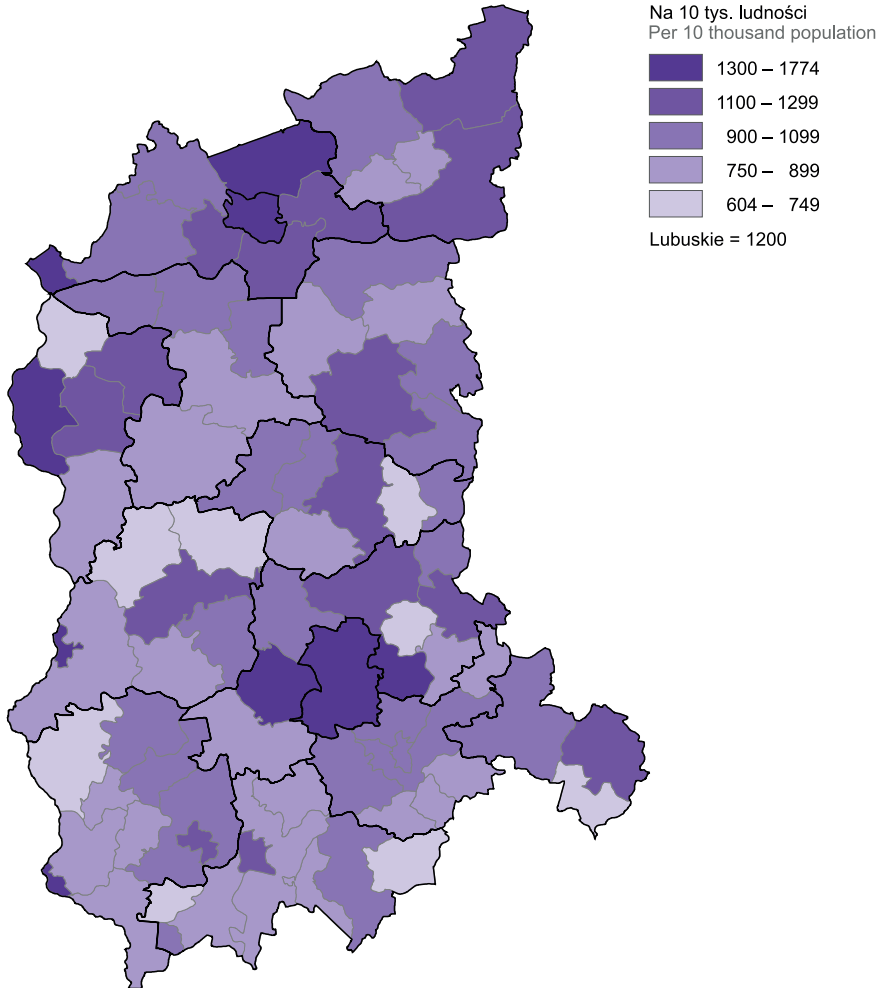 Na 10 tys. ludności
Per 10 thousand population
1300 – 1774
1100 – 1299
900 – 1099
750 – 899
604 – 749
Lubuskie = 1200